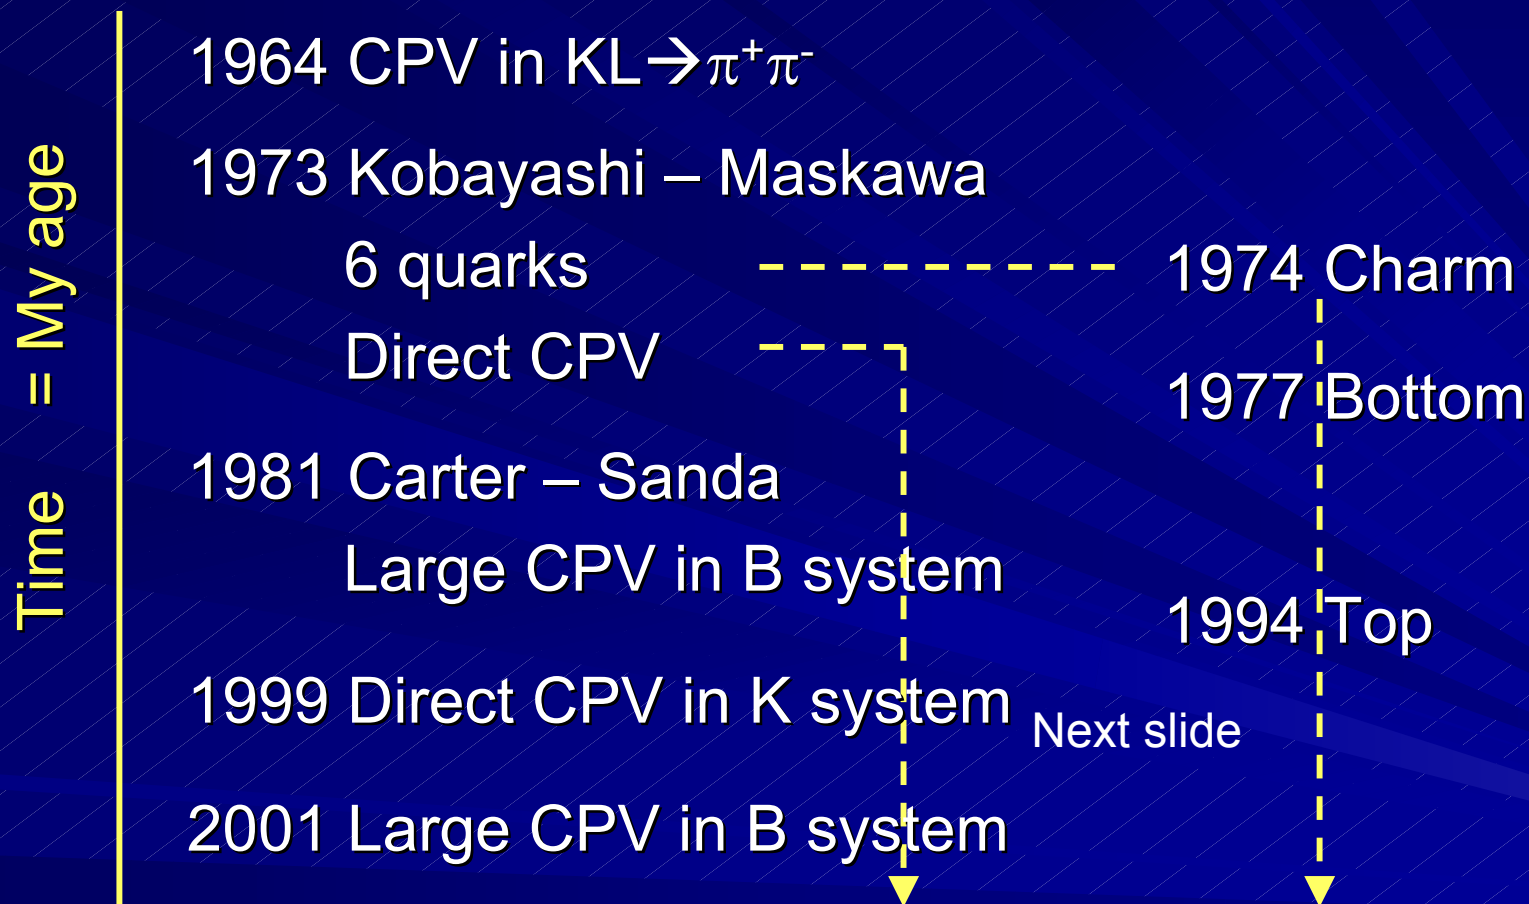 Time = My age
1964 CPV in KL→π⁺π⁻
1973 Kobayashi – Maskawa
6 quarks
1974 Charm
Direct CPV
1977 Bottom
1981 Carter – Sanda
Large CPV in B system
1994 Top
1999 Direct CPV in K system
Next slide
2001 Large CPV in B system